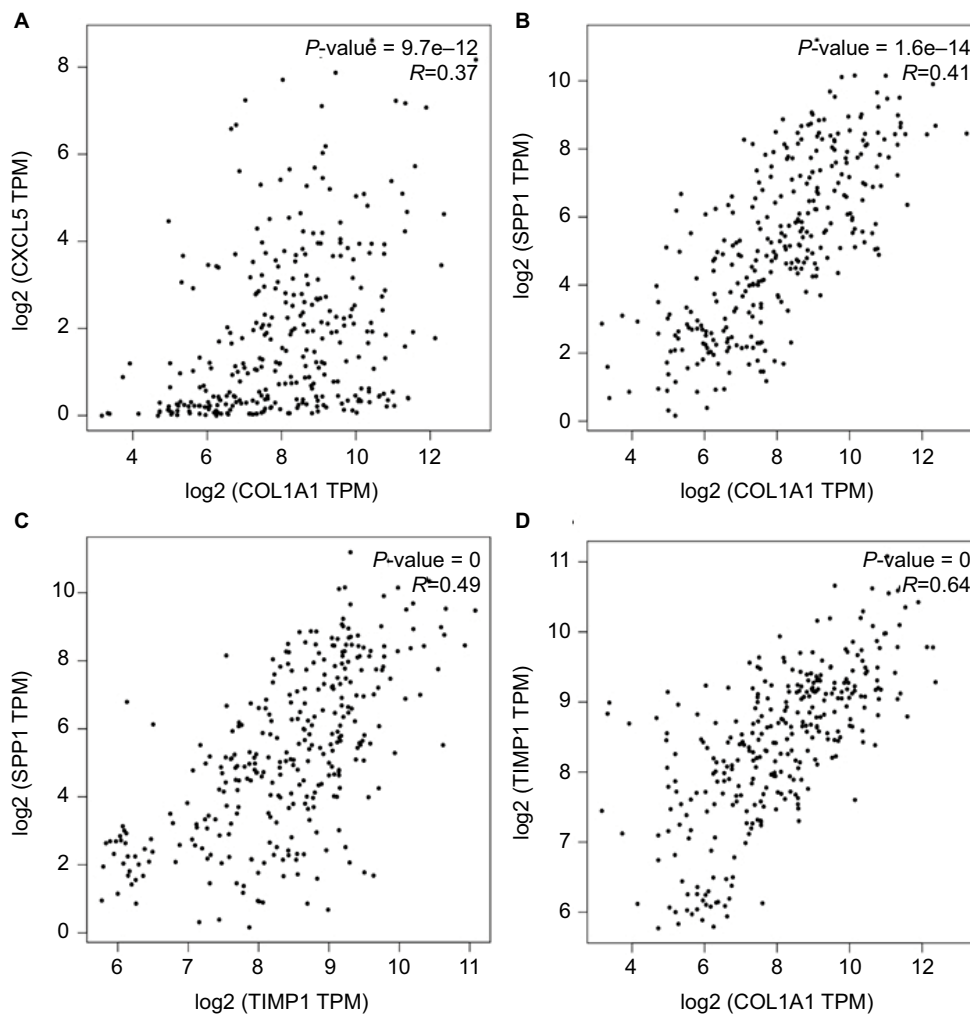 A
P-value = 9.7e–12
R=0.37
8
6
4
2
0
log2 (CXCL5 TPM)
4 6 8 10 12
log2 (COL1A1 TPM)
B
P-value = 1.6e–14
R=0.41
10
8
6
4
2
0
log2 (SPP1 TPM)
4 6 8 10 12
log2 (COL1A1 TPM)
C
P-value = 0
R=0.49
10
8
6
4
2
0
log2 (SPP1 TPM)
6 7 8 9 10 11
log2 (TIMP1 TPM)
D
P-value = 0
R=0.64
11
10
9
8
7
6
log2 (TIMP1 TPM)
4 6 8 10 12
log2 (COL1A1 TPM)